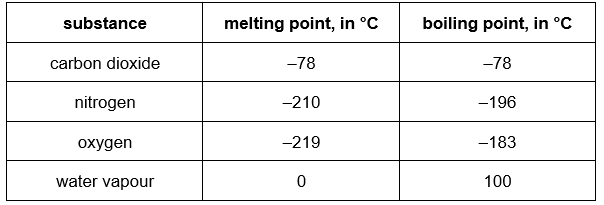 substance melting point, in °C boiling point, in °C
carbon dioxide –78 –78
nitrogen –210 –196
oxygen –219 –183
water vapour 0 100